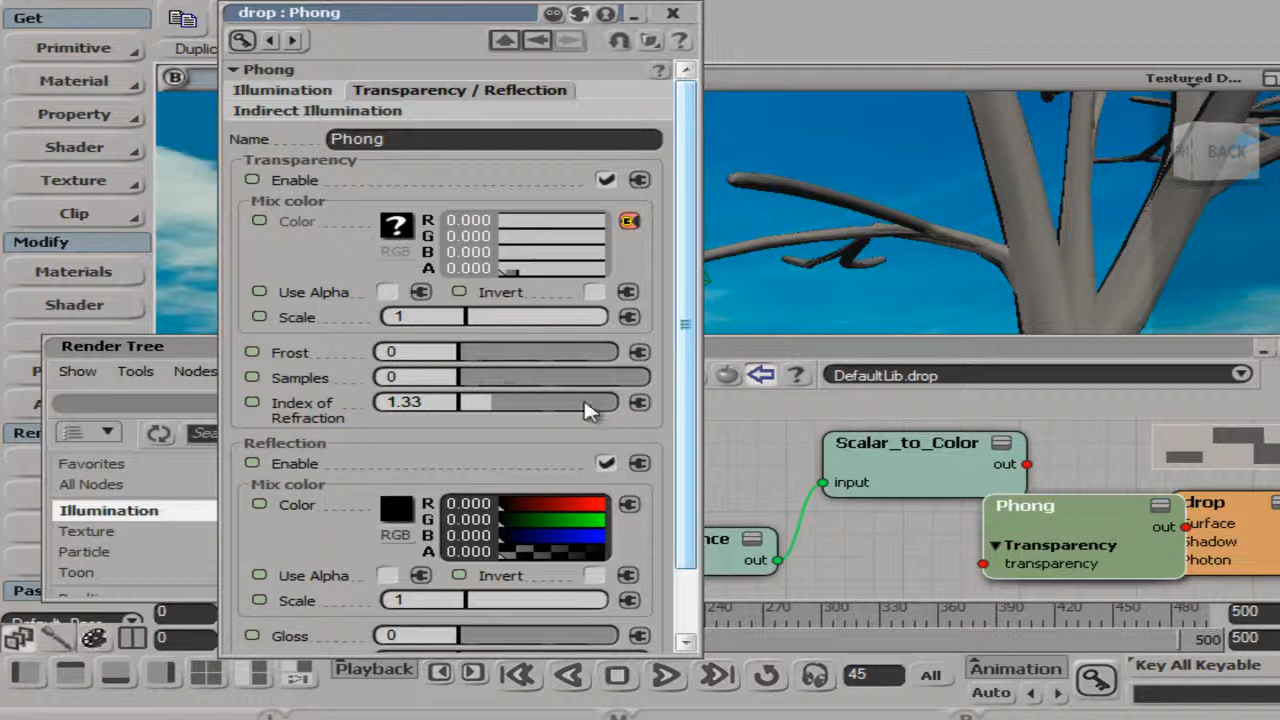 Get
drop : Phong
Primitive
Duplic
Material
Property
Shader
Texture
Clip
Modify
Materials
Shader
B
Textured D...
BACK
Phong
?
Illumination
Transparency / Reflection
Indirect Illumination
Name
Phong
Transparency
Enable
Mix color
Color
?
RGB
R 0.000
G 0.000
B 0.000
A 0.000
Use Alpha
Invert
Scale
1
Frost
0
Samples
0
Index of
Refraction
1.33
Reflection
Enable
Mix color
Color
RGB
R 0.000
G 0.000
B 0.000
A 0.000
Use Alpha
Invert
Scale
1
Gloss
0
Render Tree
Show Tools Nodes
Favorites
All Nodes
Illumination
Texture
Particle
Toon
?
DefaultLib.drop
Scalar_to_Color
out
input
nce
out
Phong
out
Transparency
transparency
drop
Surface
Shadow
Photon
240 270 300 330 360 390 420 450 480
500
500 500
0
0
Playback
45
All
Animation
Auto
Key All Keyable